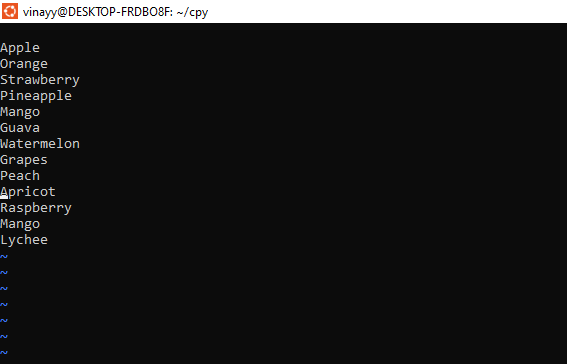 vinayy@DESKTOP-FRDBO8F: ~/cpy
Apple
Orange
Strawberry
Pineapple
Mango
Guava
Watermelon
Grapes
Peach
Apricot
Raspberry
Mango
Lychee
~
~
~
~
~
~
~